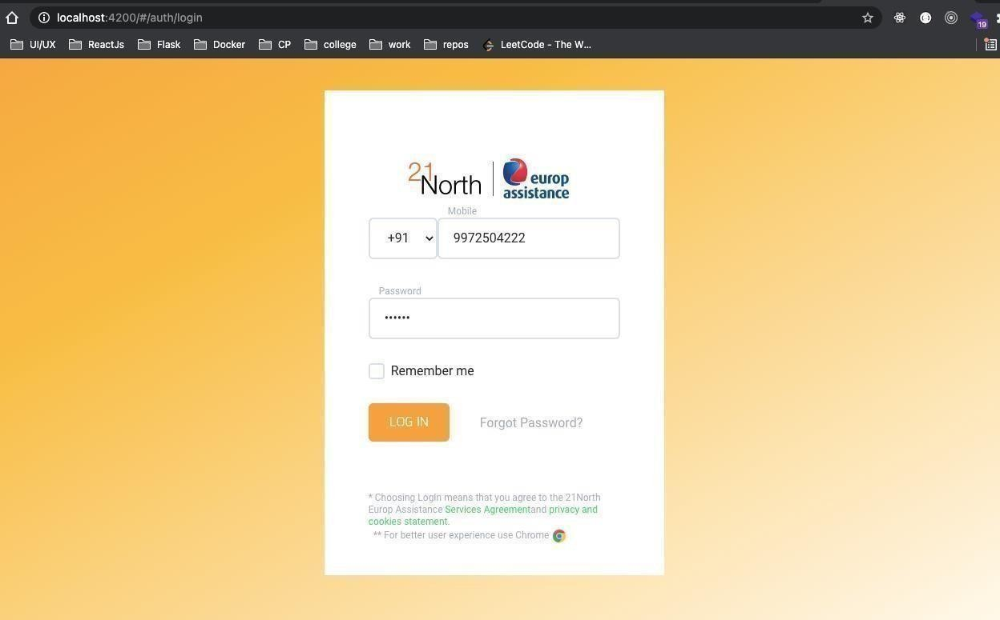 localhost:4200/#/auth/login
19
UI/UX ReactJs Flask Docker CP college work repos LeetCode - The W...
21
North
europ
assistance
Mobile
+91 9972504222
Password
••••••
Remember me
LOG IN Forgot Password?
* Choosing LogIn means that you agree to the 21North
Europ Assistance Services Agreementand privacy and
cookies statement.
** For better user experience use Chrome